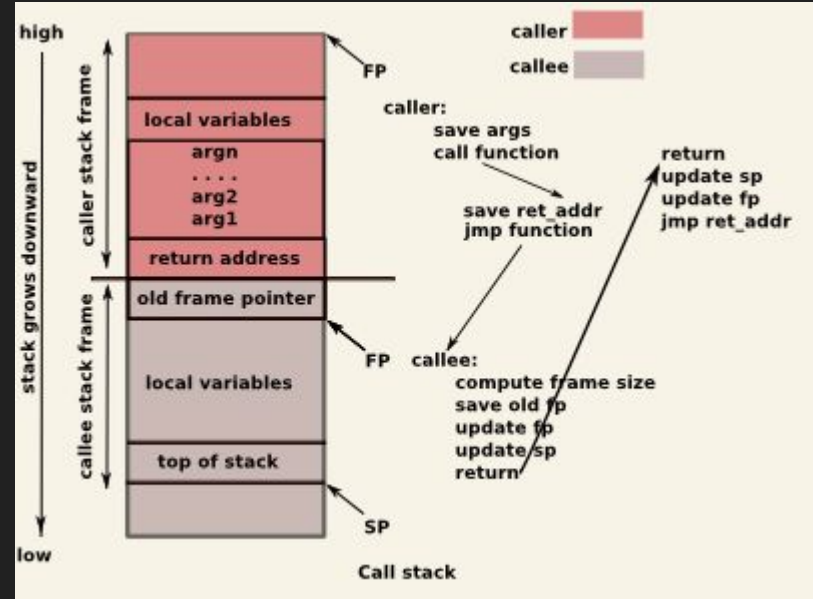 high
FP
caller
callee
local variables
argn
. . . .
arg2
arg1
return address
old frame pointer
FP
local variables
top of stack
SP
low
stack grows downward
caller stack frame
callee stack frame
caller:
save args
call function
save ret_addr
jmp function
callee:
compute frame size
save old fp
update fp
update sp
return
return
update sp
update fp
jmp ret_addr
Call stack